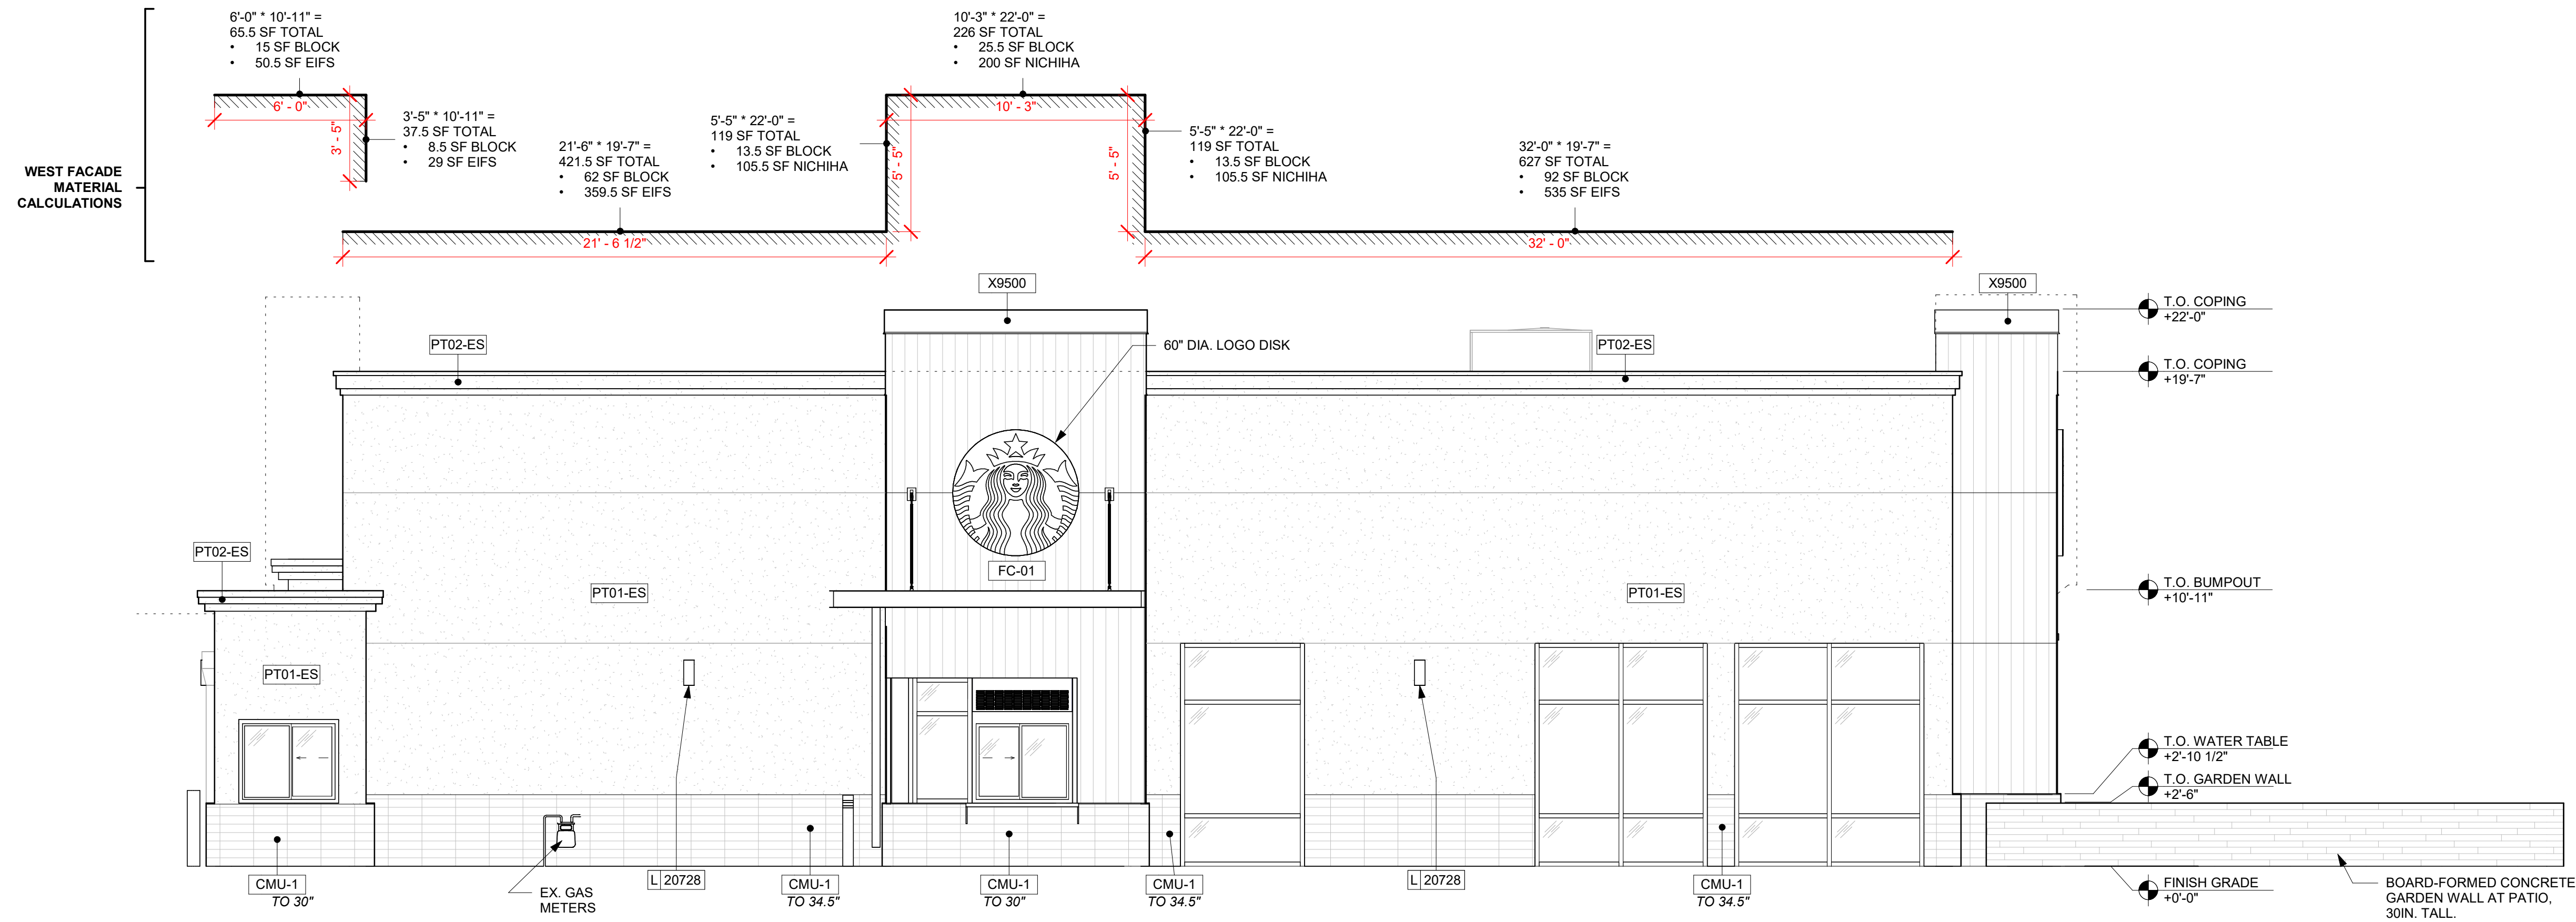 WEST FACADE
MATERIAL
CALCULATIONS
6'-0" * 10'-11" =
65.5 SF TOTAL
• 15 SF BLOCK
• 50.5 SF EIFS
6' - 0"
3' - 5"
3'-5" * 10'-11" =
37.5 SF TOTAL
• 8.5 SF BLOCK
• 29 SF EIFS
21'-6" * 19'-7" =
421.5 SF TOTAL
• 62 SF BLOCK
• 359.5 SF EIFS
21' - 6 1/2"
5'-5" * 22'-0" =
119 SF TOTAL
• 13.5 SF BLOCK
• 105.5 SF NICHIHA
5' - 5"
10'-3" * 22'-0" =
226 SF TOTAL
• 25.5 SF BLOCK
• 200 SF NICHIHA
10' - 3"
5' - 5"
5'-5" * 22'-0" =
119 SF TOTAL
• 13.5 SF BLOCK
• 105.5 SF NICHIHA
32'-0" * 19'-7" =
627 SF TOTAL
• 92 SF BLOCK
• 535 SF EIFS
32' - 0"
X9500
X9500
T.O. COPING
+22'-0"
PT02-ES
60" DIA. LOGO DISK
PT02-ES
T.O. COPING
+19'-7"
PT02-ES
FC-01
PT01-ES
PT01-ES
T.O. BUMPOUT
+10'-11"
PT01-ES
T.O. WATER TABLE
+2'-10 1/2"
T.O. GARDEN WALL
+2'-6"
CMU-1
TO 30"
EX. GAS
METERS
L 20728
CMU-1
TO 34.5"
CMU-1
TO 30"
CMU-1
TO 34.5"
L 20728
CMU-1
TO 34.5"
FINISH GRADE
+0'-0"
BOARD-FORMED CONCRETE
GARDEN WALL AT PATIO,
30IN. TALL.